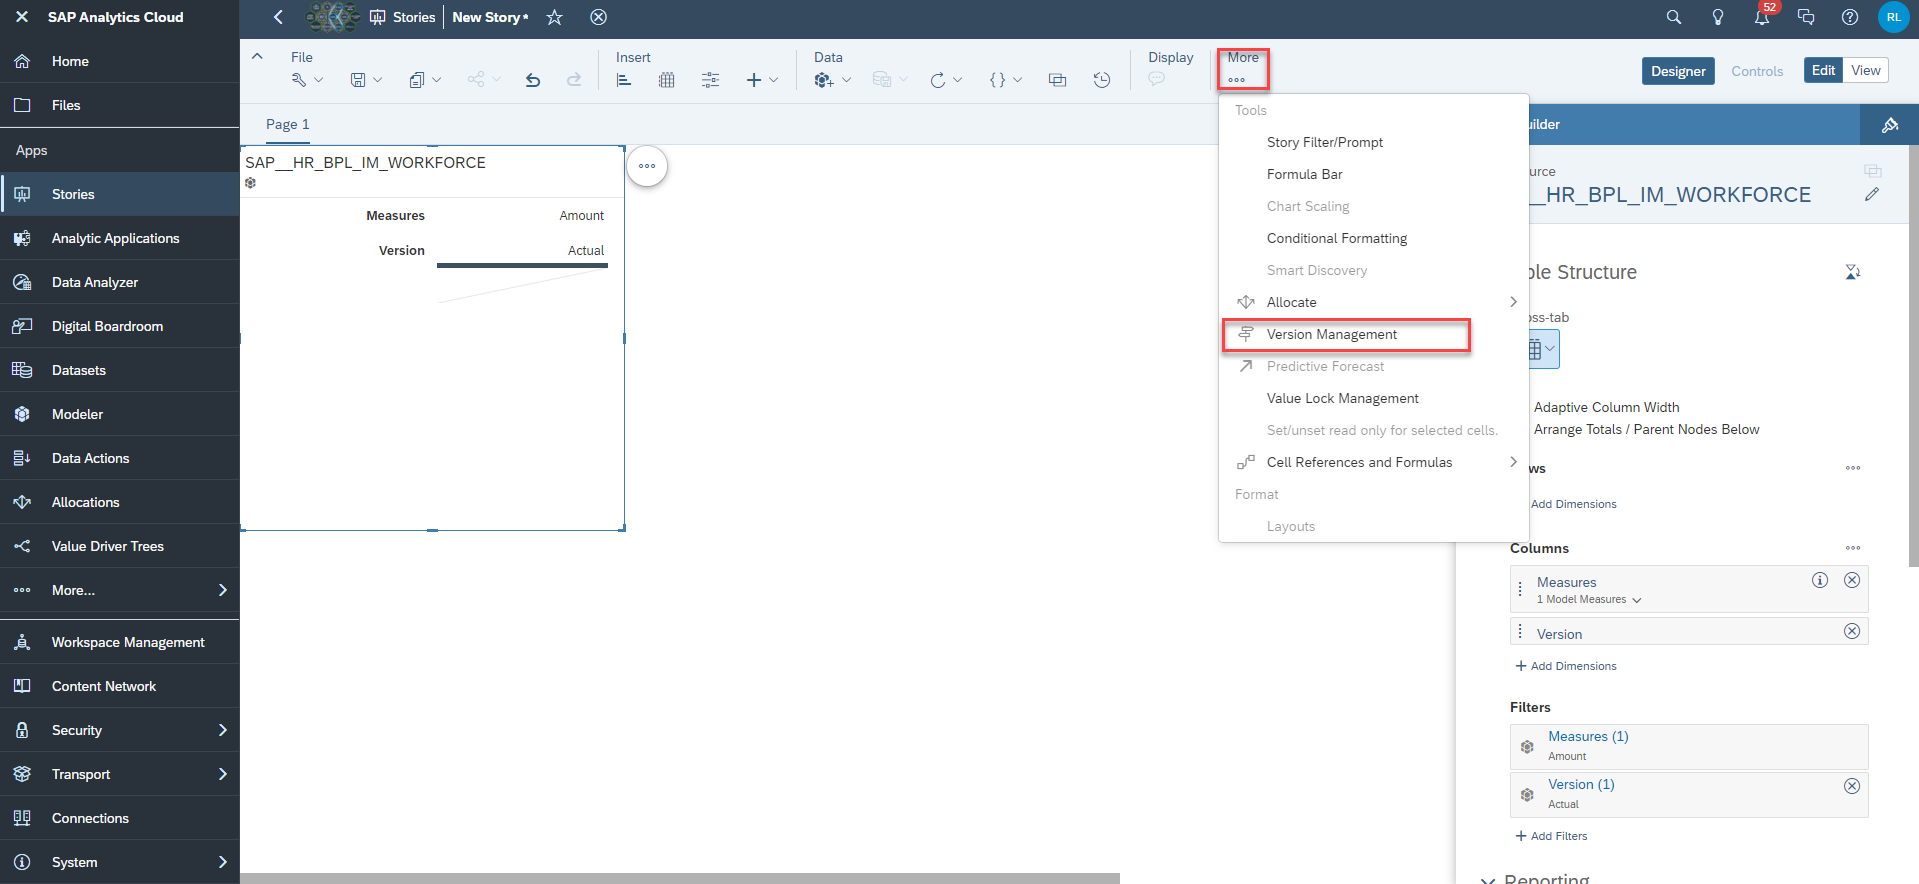 SAP Analytics Cloud
Stories
New Story *
52
RL
Home
Files
Apps
Stories
Analytic Applications
Data Analyzer
Digital Boardroom
Datasets
Modeler
Data Actions
Allocations
Value Driver Trees
More...
Workspace Management
Content Network
Security
Transport
Connections
System
File
Insert
Data
Display
More
Designer
Controls
Edit
View
Page 1
SAP__HR_BPL_IM_WORKFORCE
Measures
Amount
Version
Actual
Tools
Story Filter/Prompt
Formula Bar
Chart Scaling
Conditional Formatting
Smart Discovery
Allocate
Version Management
Predictive Forecast
Value Lock Management
Set/unset read only for selected cells.
Cell References and Formulas
Format
Layouts
uilder
urce
__HR_BPL_IM_WORKFORCE
ble Structure
oss-tab
Adaptive Column Width
Arrange Totals / Parent Nodes Below
ws
Add Dimensions
Columns
Measures
1 Model Measures
Version
+ Add Dimensions
Filters
Measures (1)
Amount
Version (1)
Actual
+ Add Filters
Reporting